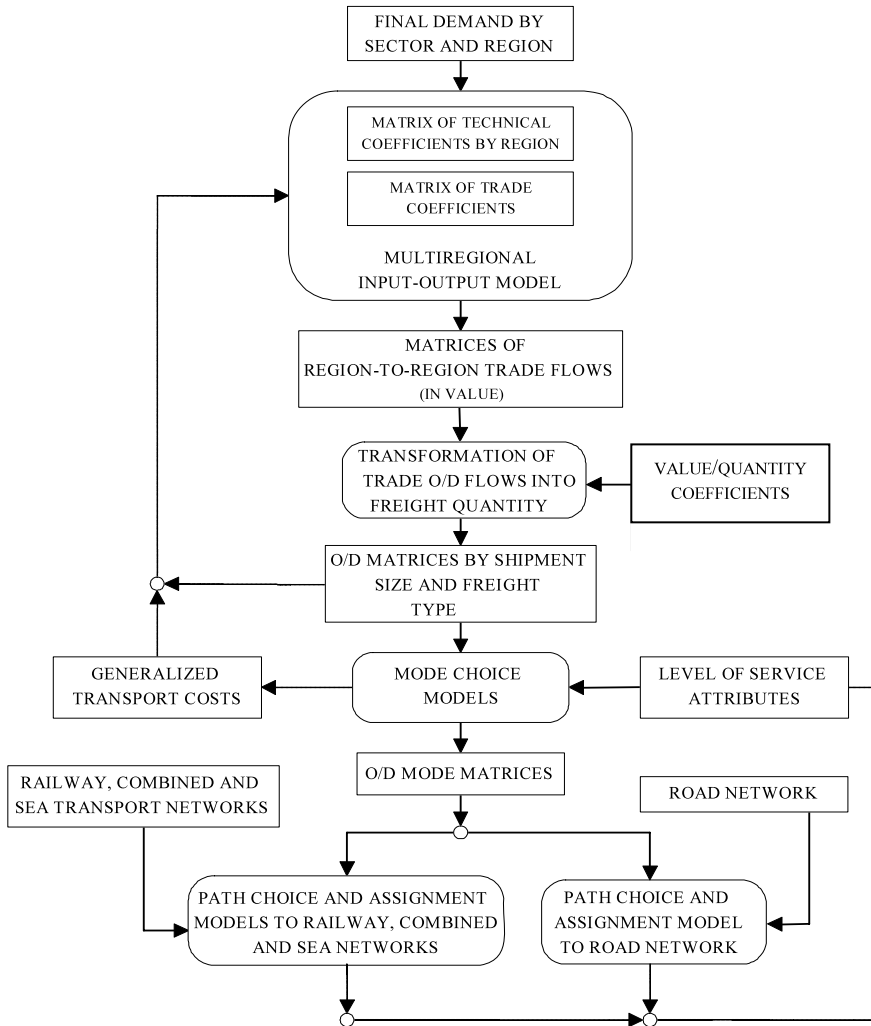 FINAL DEMAND BY
SECTOR AND REGION
MATRIX OF TECHNICAL
COEFFICIENTS BY REGION
MATRIX OF TRADE
COEFFICIENTS
MULTIREGIONAL
INPUT-OUTPUT MODEL
MATRICES OF
REGION-TO-REGION TRADE FLOWS
(IN VALUE)
TRANSFORMATION OF
TRADE O/D FLOWS INTO
FREIGHT QUANTITY
VALUE/QUANTITY
COEFFICIENTS
O/D MATRICES BY SHIPMENT
SIZE AND FREIGHT
TYPE
GENERALIZED
TRANSPORT COSTS
MODE CHOICE
MODELS
LEVEL OF SERVICE
ATTRIBUTES
O/D MODE MATRICES
RAILWAY, COMBINED AND
SEA TRANSPORT NETWORKS
ROAD NETWORK
PATH CHOICE AND ASSIGNMENT
MODELS TO RAILWAY, COMBINED
AND SEA NETWORKS
PATH CHOICE AND
ASSIGNMENT MODEL
TO ROAD NETWORK